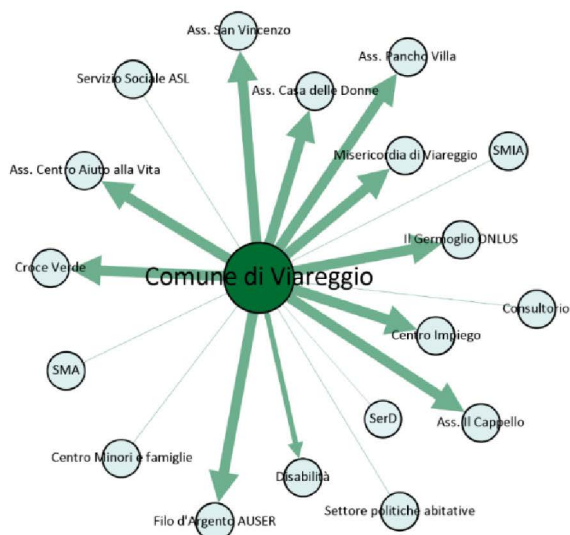 Ass. San Vincenzo
Ass. Pancho Villa
Servizio Sociale ASL
Ass. Casa delle Donne
Misericordia di Viareggio
SMIA
Ass. Centro Aiuto alla Vita
Il Germoglio ONLUS
Croce Verde
Comune di Viareggio
Consultorio
Centro Impiego
SMA
SerD
Ass. Il Cappello
Centro Minori e famiglie
Disabilità
Filo d'Argento AUSER
Settore politiche abitative